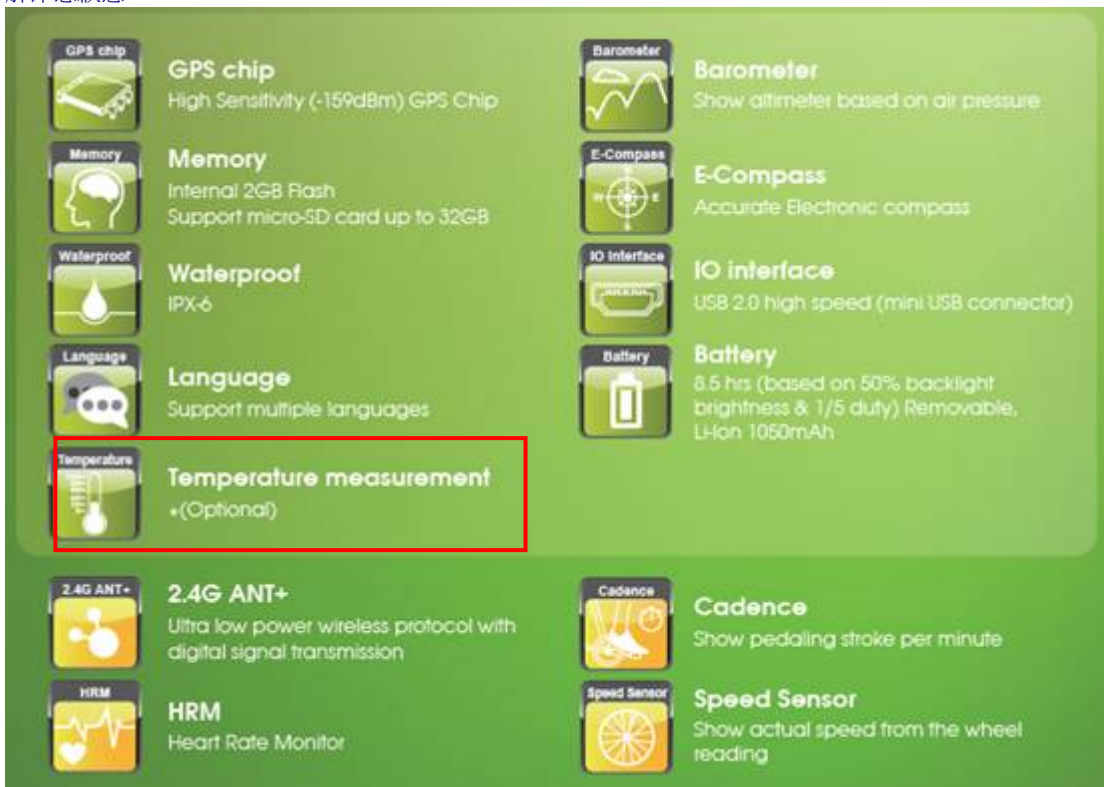 GPS chip
GPS chip
High Sensitivity (-159dBm) GPS Chip
Memory
Memory
Internal 2GB Flash
Support micro-SD card up to 32GB
Waterproof
Waterproof
IPX-6
Language
Language
Support multiple languages
Temperature
Temperature measurement
*(Optional)
Barometer
Barometer
Show altimeter based on air pressure
E-Compass
W E
E-Compass
Accurate Electronic compass
IO Interface
IO interface
USB 2.0 high speed (mini USB connector)
Battery
Battery
8.5 hrs (based on 50% backlight
brightness & 1/5 duty) Removable,
Li-Ion 1050mAh
2.4G ANT+
2.4G ANT+
Ultra low power wireless protocol with
digital signal transmission
HRM
HRM
Heart Rate Monitor
Cadence
Cadence
Show pedaling stroke per minute
Speed Sensor
Speed Sensor
Show actual speed from the wheel
reading